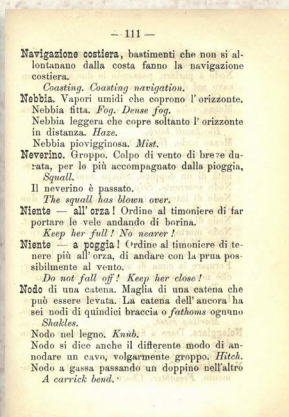 — 111 —
Navigazione costiera, bastimenti che non si al-
lontanano dalla costa fanno la navigazione
costiera.
Coasting. Coasting navigation.
Nebbia. Vapori umidi che coprono l'orizzonte.
Nebbia fitta. Fog. Dense fog.
Nebbia leggera che copre soltanto l'orizzonte
in distanza. Haze.
Nebbia piovigginosa. Mist.
Neverino. Groppo. Colpo di vento di breve du-
rata, per lo più accompagnato dalla pioggia,
Squall.
Il neverino è passato.
The squall has blown over.
Niente — all'orza! Ordine al timoniere di far
portare le vele andando di borina.
Keep her full! No nearer!
Niente — a poggia! Ordine al timoniere di te-
nere più all'orza, di andare con la prua pos-
sibilmente al vento.
Do not fall off! Keep her close!
Nodo di una catena. Maglia di una catena che
può essere levata. La catena dell'ancora ha
sei nodi di quindici braccia o fathoms ognuno
Shakles.
Nodo nel legno. Knub.
Nodo si dice anche il differente modo di an-
nodare un cavo, volgarmente groppo. Hitch.
Nodo a gassa passando un doppino nell'altro
A carrick bend.